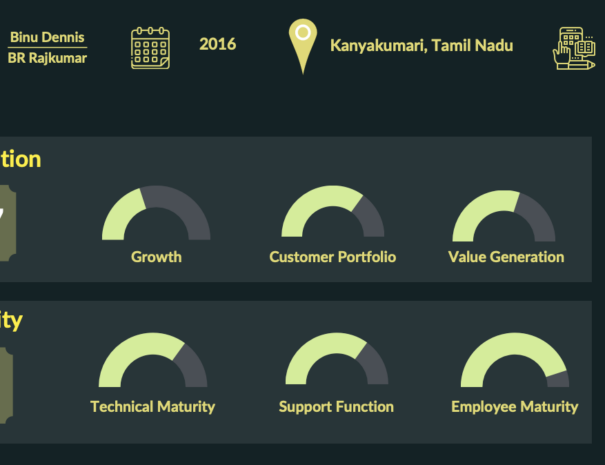 Binu Dennis
BR Rajkumar
2016
Kanyakumari, Tamil Nadu
tion
7
Growth
Customer Portfolio
Value Generation
ity
Technical Maturity
Support Function
Employee Maturity